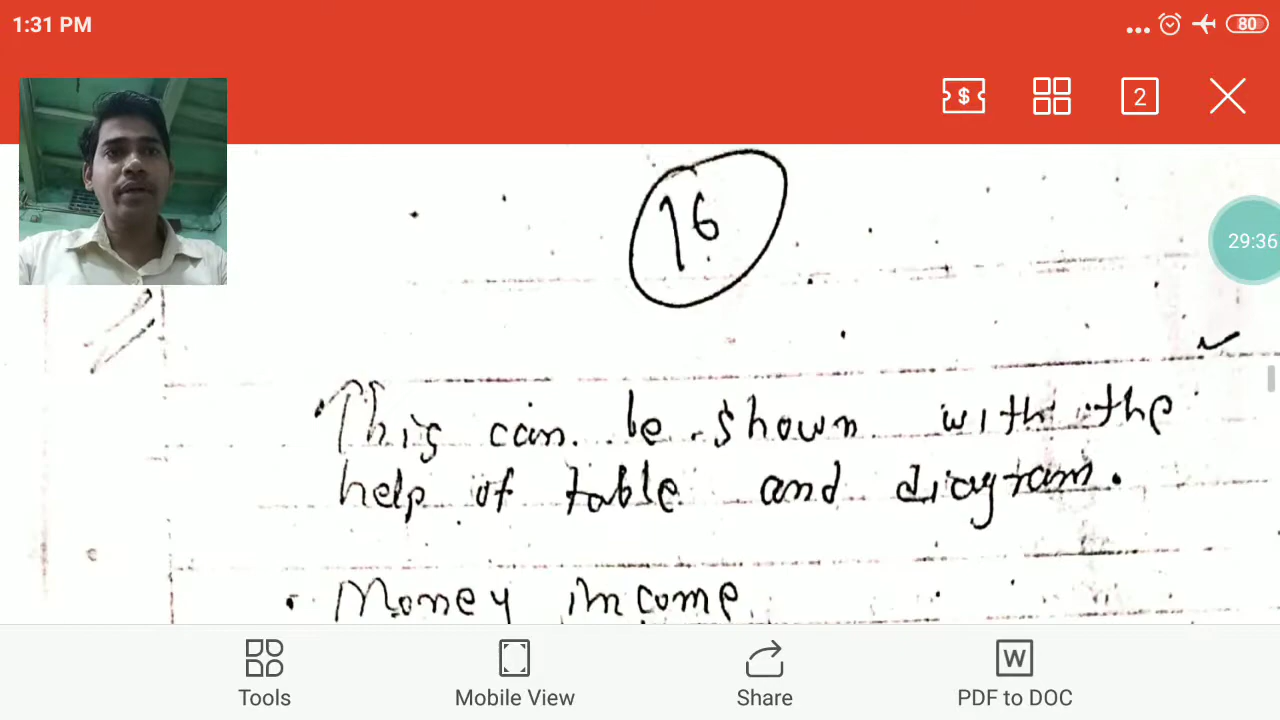 1:31 PM
80
$
2
16
29:36
This can be shown with the
help of table and diagram.
Money income
Tools
Mobile View
Share
W
PDF to DOC